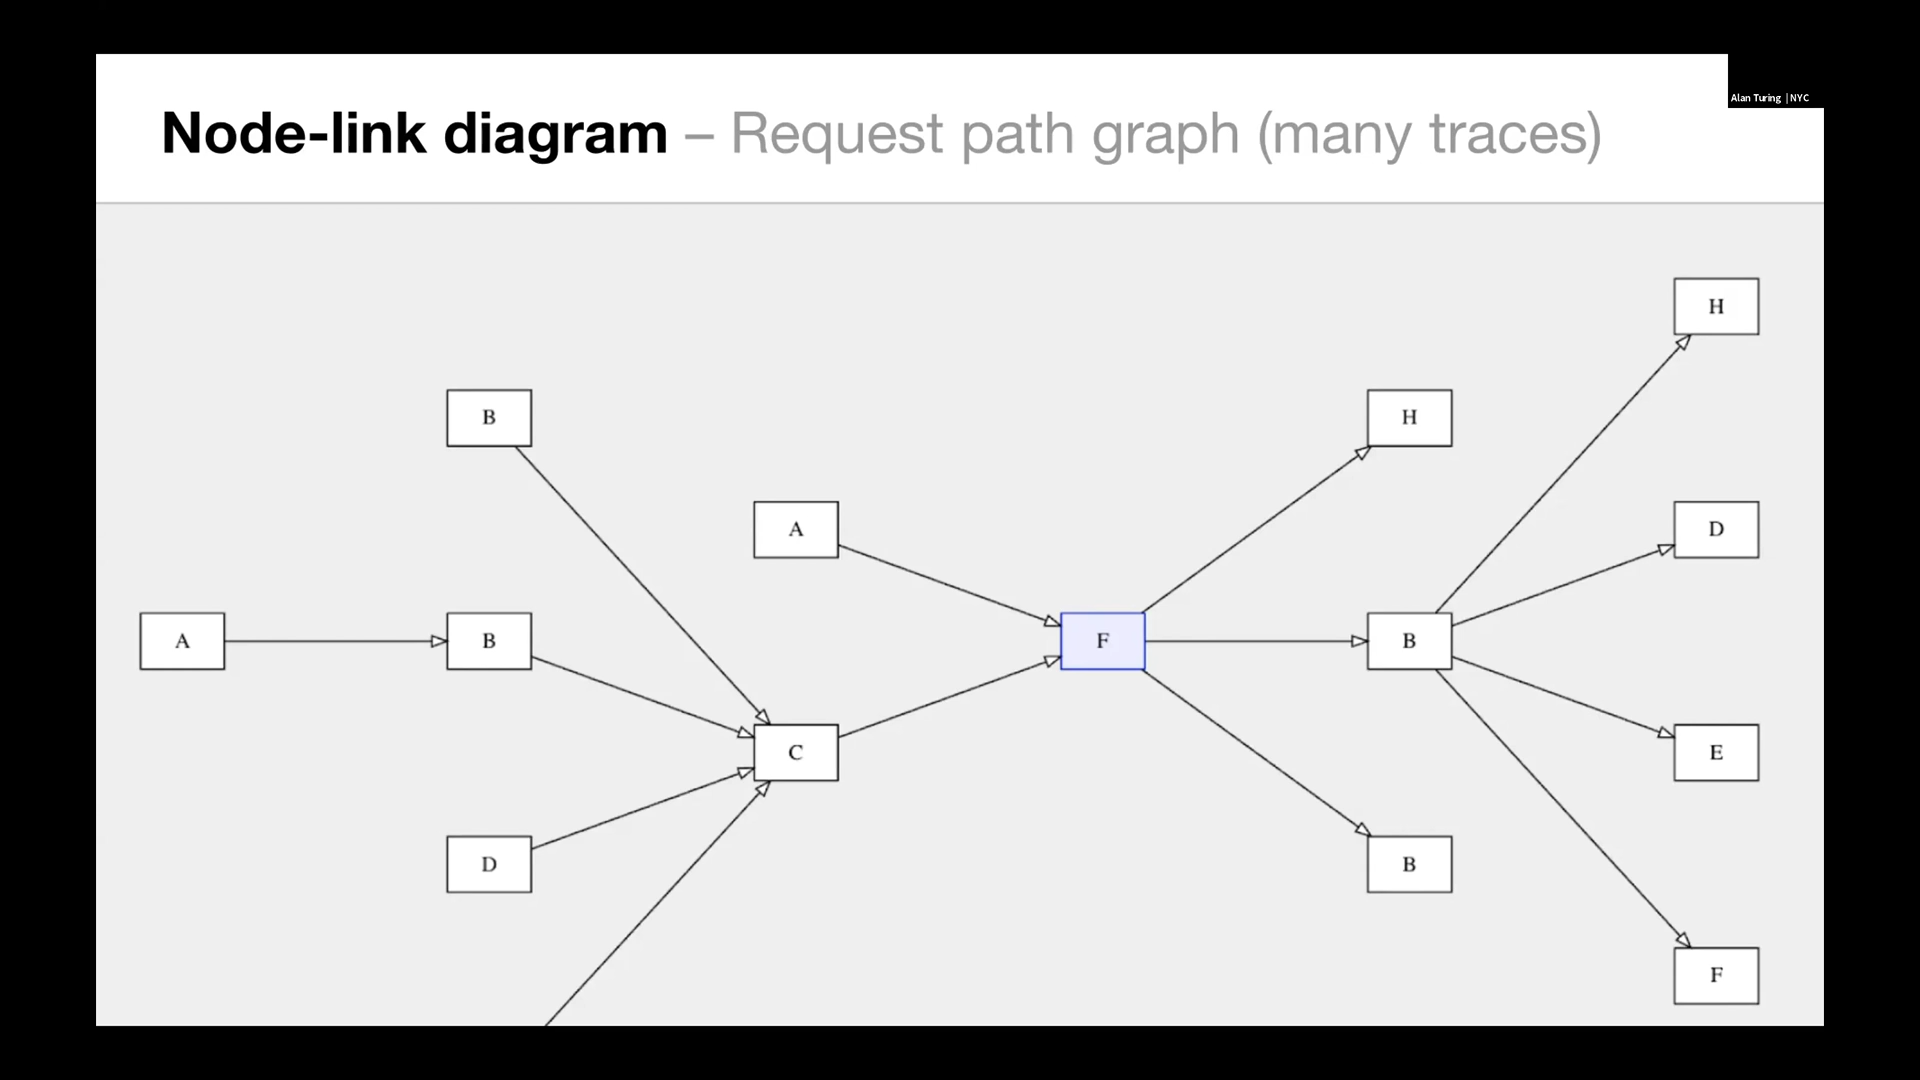 Alan Turing | NYC
Node-link diagram – Request path graph (many traces)
H
B
H
A
D
A
B
F
B
C
E
D
B
F